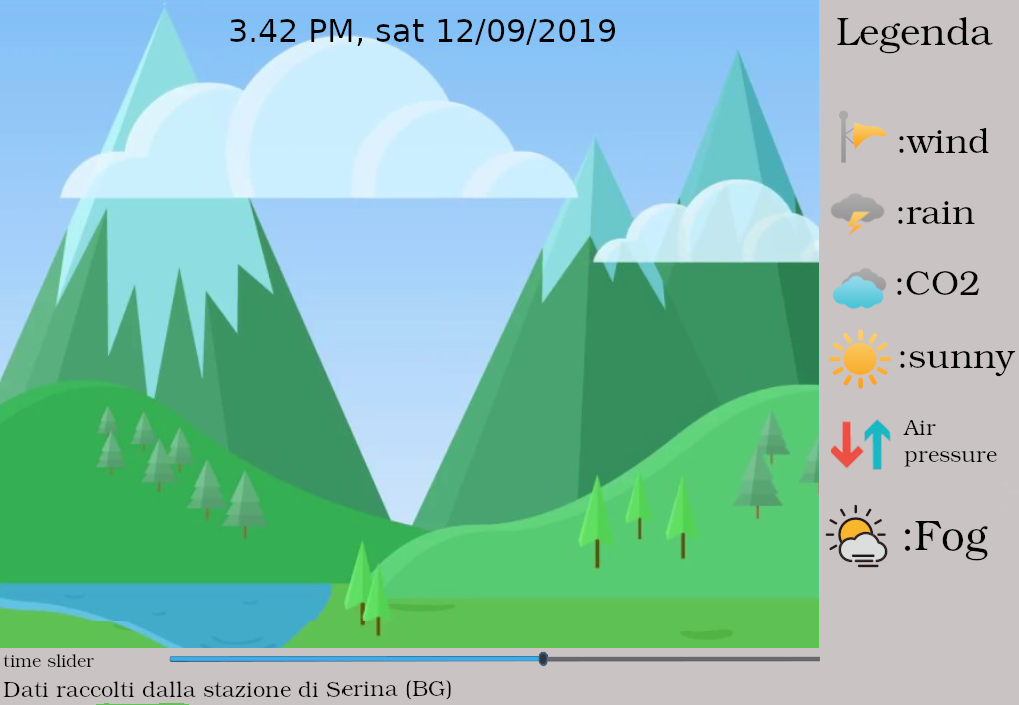 3.42 PM, sat 12/09/2019
Legenda
:wind
:rain
:CO2
:sunny
Air
pressure
:Fog
time slider
Dati raccolti dalla stazione di Serina (BG)